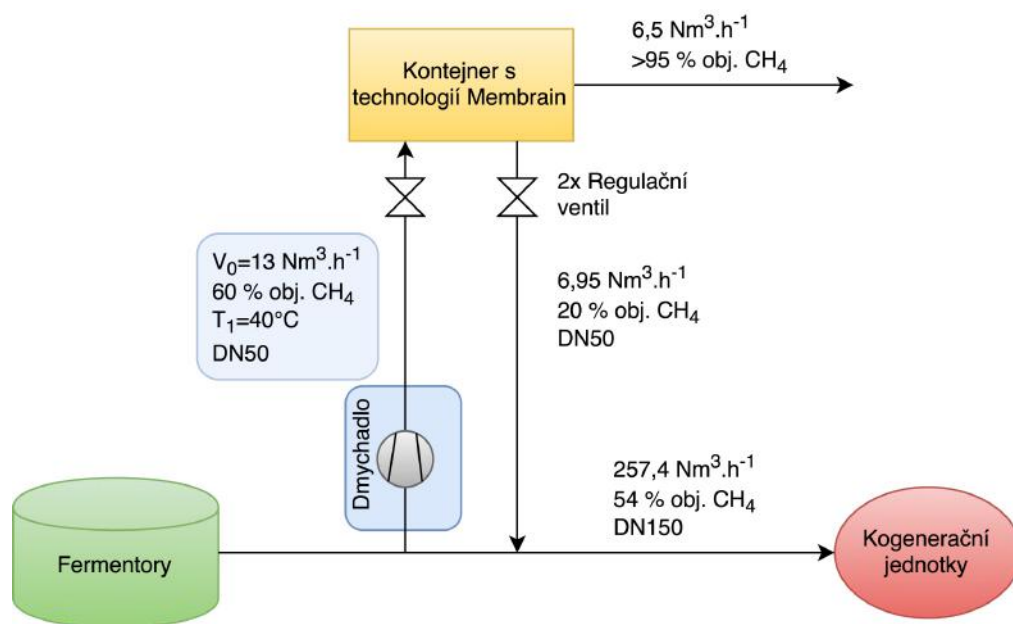 6,5 Nm³.h⁻¹
>95 % obj. CH₄
Kontejner s
technologií Membrain
2x Regulační
ventil
V₀=13 Nm³.h⁻¹
60 % obj. CH₄
T₁=40°C
DN50
6,95 Nm³.h⁻¹
20 % obj. CH₄
DN50
Dmychadlo
257,4 Nm³.h⁻¹
54 % obj. CH₄
DN150
Fermentory
Kogenerační
jednotky